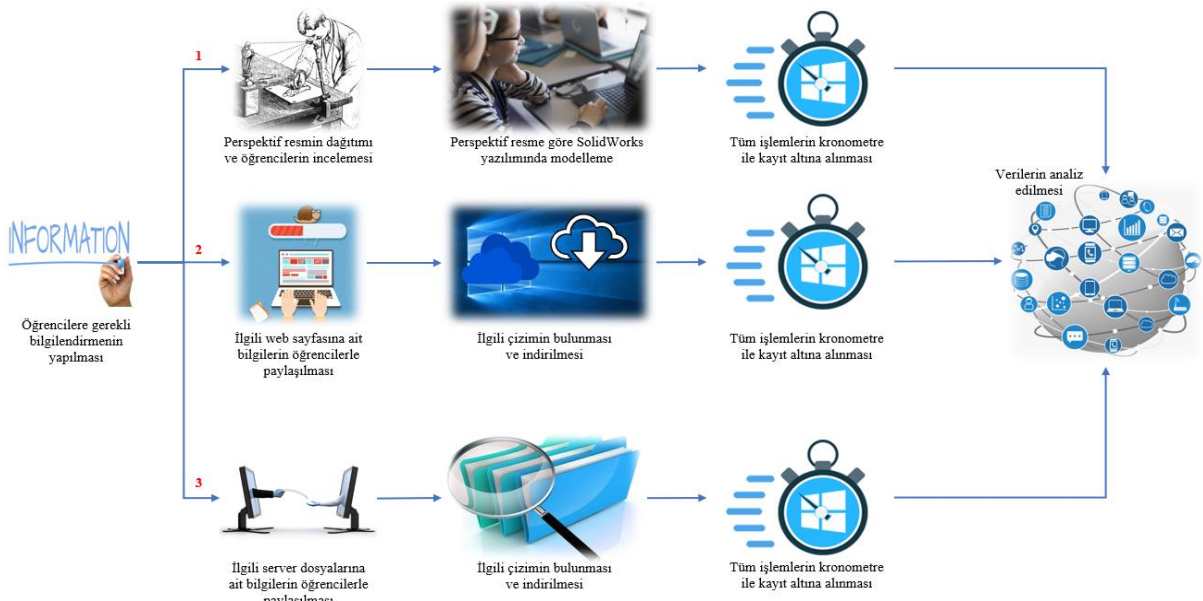 1
Perspektif resmin dağıtımı
ve öğrencilerin incelemesi
Perspektif resme göre SolidWorks
yazılımında modelleme
Tüm işlemlerin kronometre
ile kayıt altına alınması
Verilerin analiz
edilmesi
INFORMATION
Öğrencilere gerekli
bilgilendirmenin
yapılması
2
İlgili web sayfasına ait
bilgilerin öğrencilerle
paylaşılması
İlgili çizimin bulunması
ve indirilmesi
Tüm işlemlerin kronometre
ile kayıt altına alınması
3
İlgili server dosyalarına
ait bilgilerin öğrencilerle
paylaşılması
İlgili çizimin bulunması
ve indirilmesi
Tüm işlemlerin kronometre
ile kayıt altına alınması